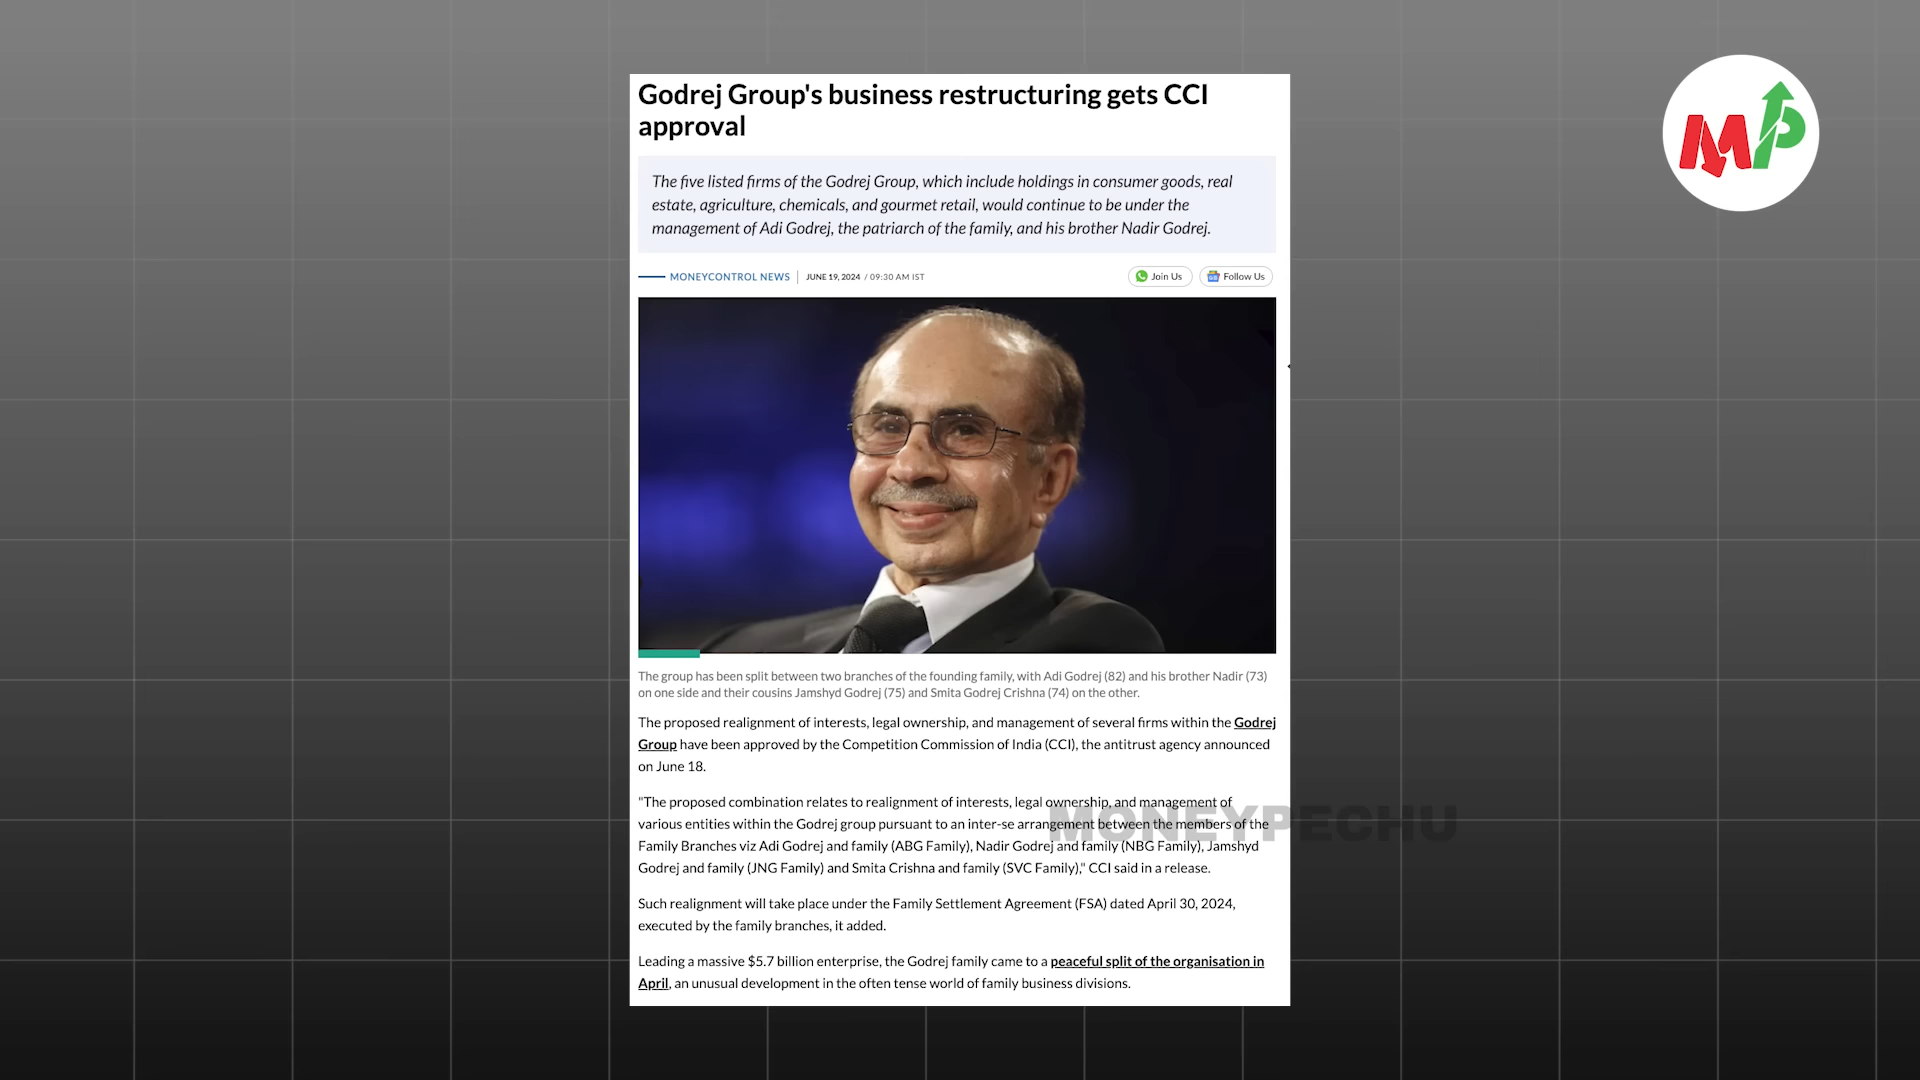 Godrej Group's business restructuring gets CCI
approval
The five listed firms of the Godrej Group, which include holdings in consumer goods, real
estate, agriculture, chemicals, and gourmet retail, would continue to be under the
management of Adi Godrej, the patriarch of the family, and his brother Nadir Godrej.
MONEYCONTROL NEWS | JUNE 19, 2024 / 09:30 AM IST
Join Us
Follow Us
The group has been split between two branches of the founding family, with Adi Godrej (82) and his brother Nadir (73)
on one side and their cousins Jamshyd Godrej (75) and Smita Godrej Crishna (74) on the other.
The proposed realignment of interests, legal ownership, and management of several firms within the Godrej
Group have been approved by the Competition Commission of India (CCI), the antitrust agency announced
on June 18.
"The proposed combination relates to realignment of interests, legal ownership, and management of
various entities within the Godrej group pursuant to an inter-se arrangement between the members of the
Family Branches viz Adi Godrej and family (ABG Family), Nadir Godrej and family (NBG Family), Jamshyd
Godrej and family (JNG Family) and Smita Crishna and family (SVC Family)," CCI said in a release.
Such realignment will take place under the Family Settlement Agreement (FSA) dated April 30, 2024,
executed by the family branches, it added.
Leading a massive $5.7 billion enterprise, the Godrej family came to a peaceful split of the organisation in
April, an unusual development in the often tense world of family business divisions.
MP
MONEYPECHU